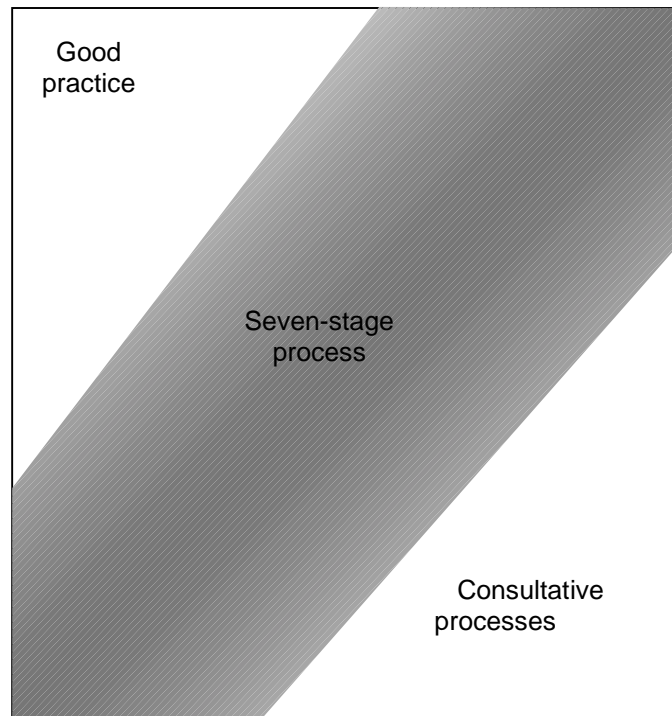 Good
practice
Seven-stage
process
Consultative
processes